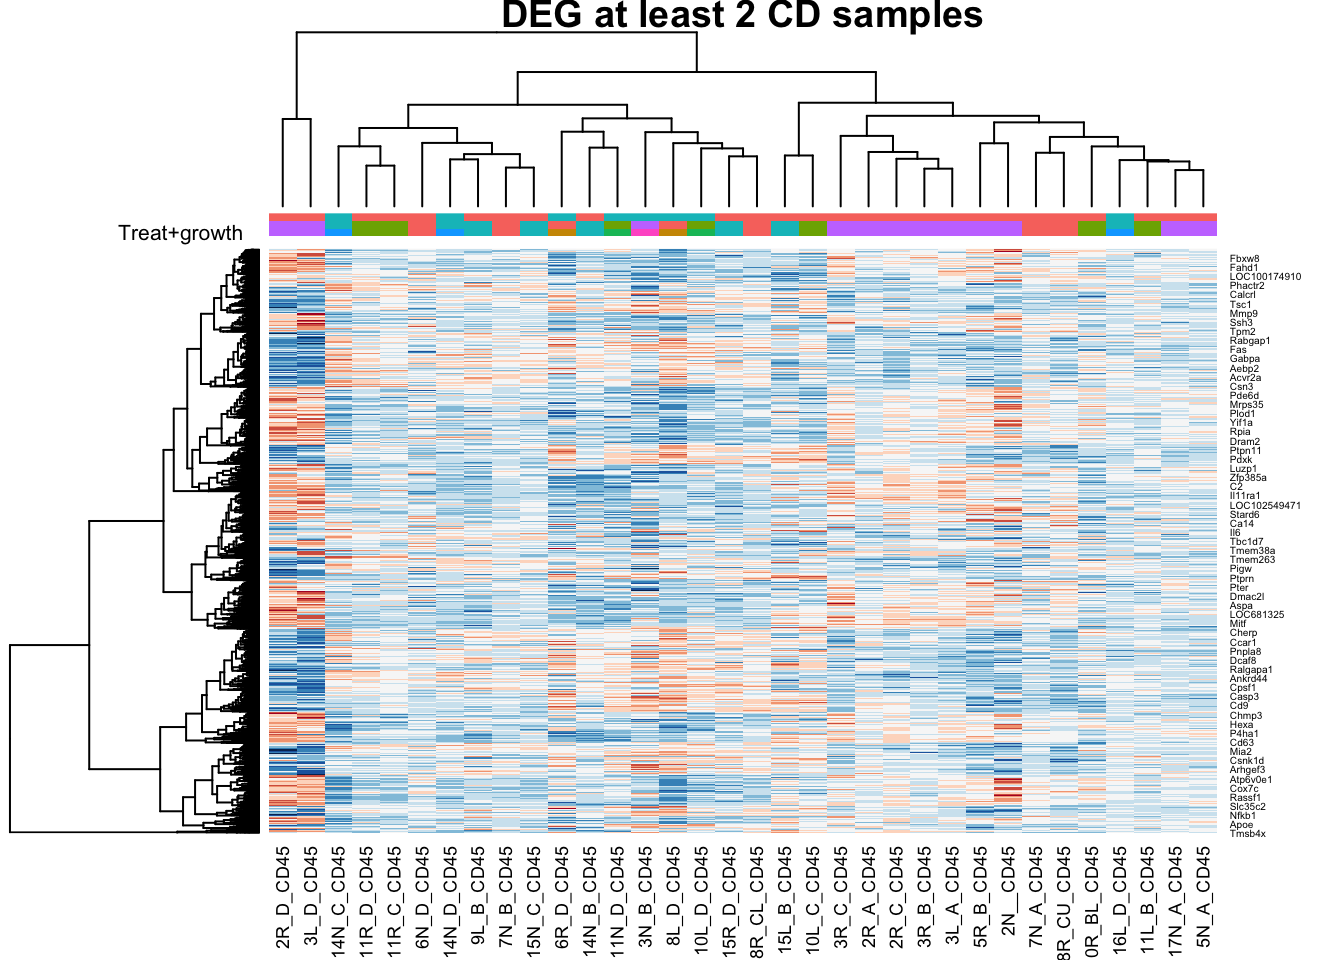 DEG at least 2 CD samples
Treat+growth
Fbxw8
Fahd1
LOC100174910
Phactr2
Calcrl
Tsc1
Mmp9
Ssh3
Tpm2
Rabgap1
Fas
Gabpa
Aebp2
Acvr2a
Csn3
Pde6d
Mrps35
Plod1
Yif1a
Rpia
Dram2
Ptpn11
Pdxk
Luzp1
Zfp385a
C2
Il11ra1
LOC102549471
Stard6
Ca14
Il6
Tbc1d7
Tmem38a
Tmem263
Pigw
Ptprn
Pter
Dmac2l
Aspa
LOC681325
Mitf
Cherp
Ccar1
Pnpla8
Dcaf8
Ralgapa1
Ankrd44
Cpsf1
Casp3
Cd9
Chmp3
Hexa
P4ha1
Cd63
Mia2
Csnk1d
Arhgef3
Atp6v0e1
Cox7c
Rassf1
Slc35c2
Nfkb1
Apoe
Tmsb4x
2R_D_CD45
3L_D_CD45
14N_C_CD45
11R_D_CD45
11R_C_CD45
6N_D_CD45
14N_D_CD45
9L_B_CD45
7N_B_CD45
15N_C_CD45
6R_D_CD45
14N_B_CD45
11N_D_CD45
3N_B_CD45
8L_D_CD45
10L_D_CD45
15R_D_CD45
8R_CL_CD45
15L_B_CD45
10L_C_CD45
3R_C_CD45
2R_A_CD45
2R_C_CD45
3R_B_CD45
3L_A_CD45
5R_B_CD45
2N__CD45
7N_A_CD45
8R_CU_CD45
0R_BL_CD45
16L_D_CD45
11L_B_CD45
17N_A_CD45
5N_A_CD45